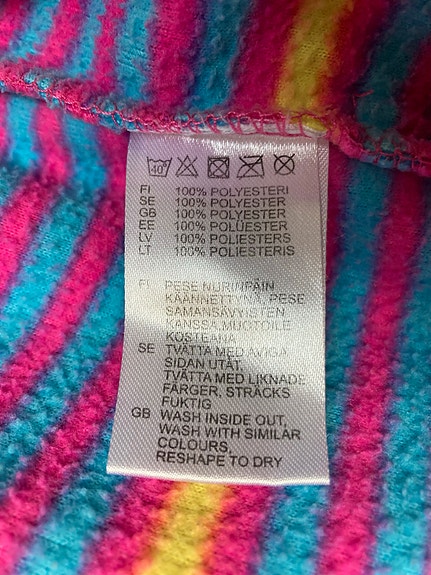 40°
FI 100% POLYESTERI
SE 100% POLYESTER
GB 100% POLYESTER
EE 100% POLÜESTER
LV 100% POLIESTERS
LT 100% POLIESTERIS
FI PESE NURINPÄIN
KÄÄNNETTYNÄ, PESE
SAMANSÄVYISTEN
KANSSA,MUOTOILE
KOSTEANA
SE TVÄTTA MED AVIGA
SIDAN UTÅT,
TVÄTTA MED LIKNADE
FÄRGER, STRÄCKS
FUKTIG
GB WASH INSIDE OUT,
WASH WITH SIMILAR
COLOURS,
RESHAPE TO DRY